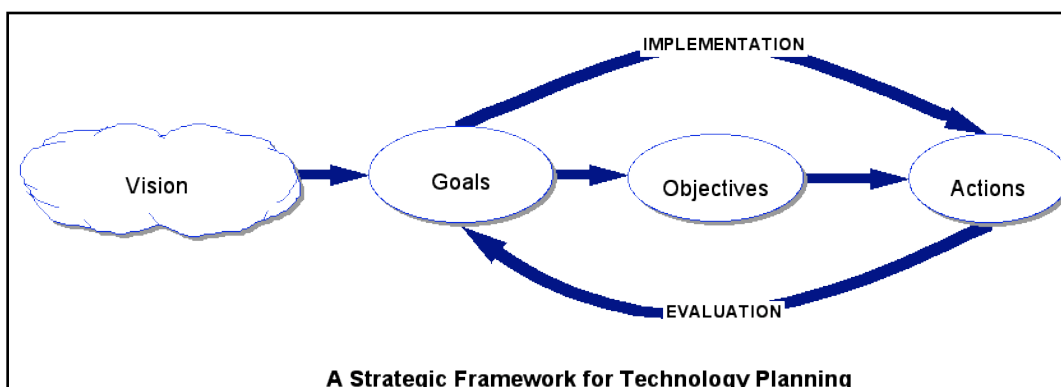 IMPLEMENTATION
Vision
Goals
Objectives
Actions
EVALUATION
A Strategic Framework for Technology Planning